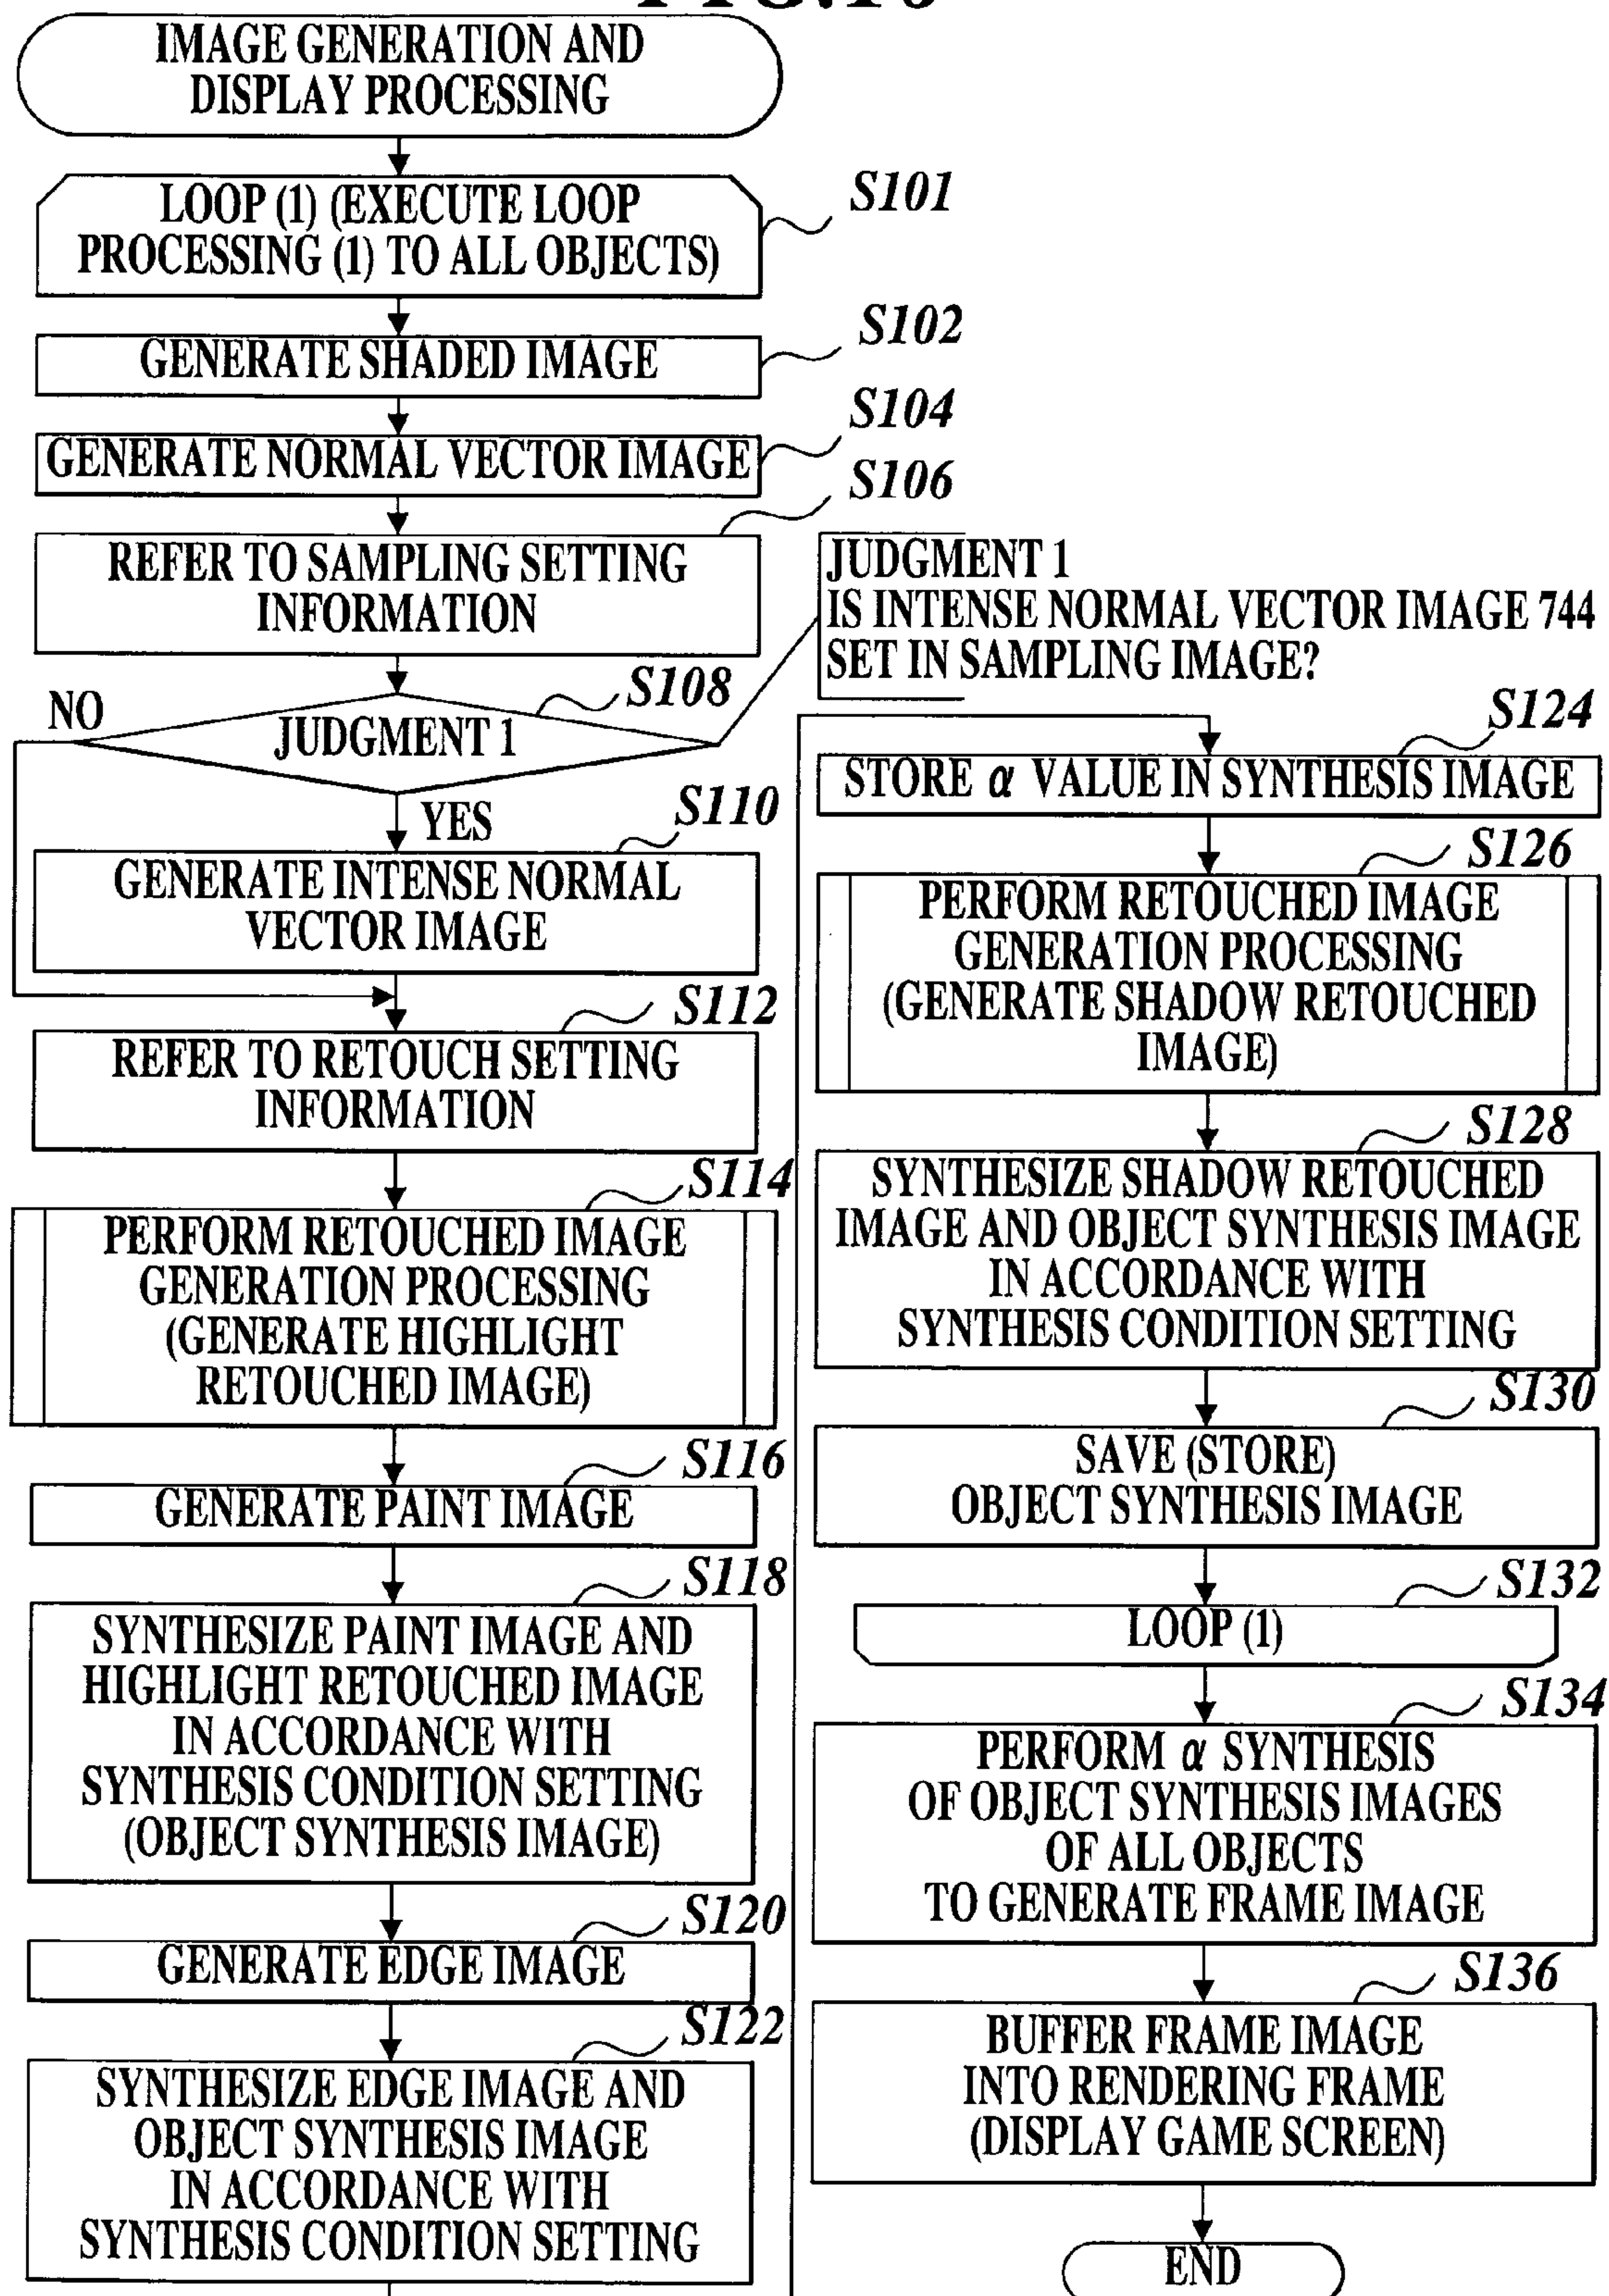 IMAGE GENERATION AND
DISPLAY PROCESSING
LOOP (1) (EXECUTE LOOP
PROCESSING (1) TO ALL OBJECTS)
S101
GENERATE SHADED IMAGE
S102
GENERATE NORMAL VECTOR IMAGE
S104
REFER TO SAMPLING SETTING
INFORMATION
S106
JUDGMENT 1
S108
NO
YES
JUDGMENT 1
IS INTENSE NORMAL VECTOR IMAGE 744
SET IN SAMPLING IMAGE?
GENERATE INTENSE NORMAL
VECTOR IMAGE
S110
REFER TO RETOUCH SETTING
INFORMATION
S112
PERFORM RETOUCHED IMAGE
GENERATION PROCESSING
(GENERATE HIGHLIGHT
RETOUCHED IMAGE)
S114
GENERATE PAINT IMAGE
S116
SYNTHESIZE PAINT IMAGE AND
HIGHLIGHT RETOUCHED IMAGE
IN ACCORDANCE WITH
SYNTHESIS CONDITION SETTING
(OBJECT SYNTHESIS IMAGE)
S118
GENERATE EDGE IMAGE
S120
SYNTHESIZE EDGE IMAGE AND
OBJECT SYNTHESIS IMAGE
IN ACCORDANCE WITH
SYNTHESIS CONDITION SETTING
S122
STORE α VALUE IN SYNTHESIS IMAGE
S124
PERFORM RETOUCHED IMAGE
GENERATION PROCESSING
(GENERATE SHADOW RETOUCHED
IMAGE)
S126
SYNTHESIZE SHADOW RETOUCHED
IMAGE AND OBJECT SYNTHESIS IMAGE
IN ACCORDANCE WITH
SYNTHESIS CONDITION SETTING
S128
SAVE (STORE)
OBJECT SYNTHESIS IMAGE
S130
LOOP (1)
S132
PERFORM α SYNTHESIS
OF OBJECT SYNTHESIS IMAGES
OF ALL OBJECTS
TO GENERATE FRAME IMAGE
S134
BUFFER FRAME IMAGE
INTO RENDERING FRAME
(DISPLAY GAME SCREEN)
S136
END